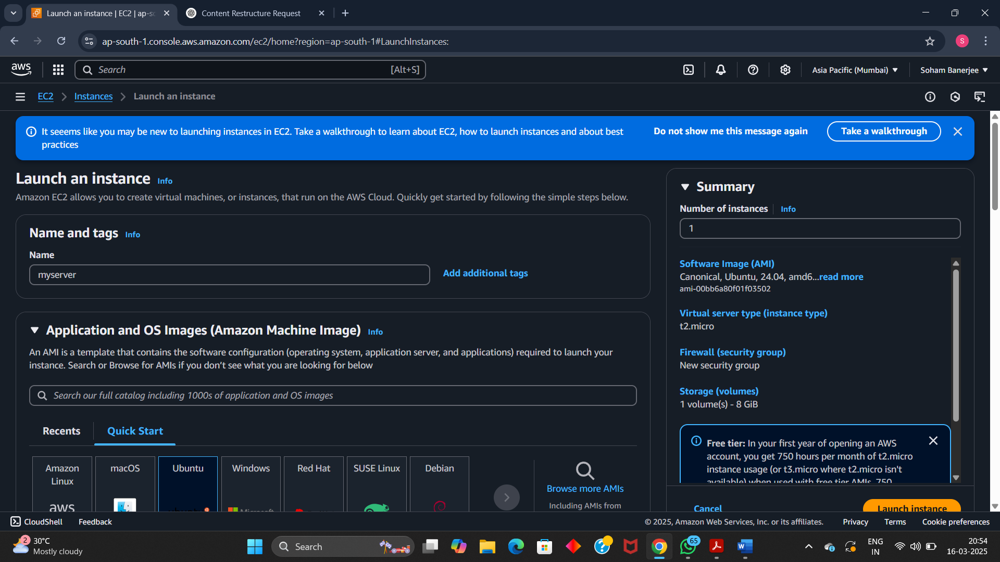 Launch an instance | EC2 | ap-so
Content Restructure Request
ap-south-1.console.aws.amazon.com/ec2/home?region=ap-south-1#LaunchInstances:
S
aws
Search
[Alt+S]
Asia Pacific (Mumbai)
Soham Banerjee
EC2
Instances
Launch an instance
It seeems like you may be new to launching instances in EC2. Take a walkthrough to learn about EC2, how to launch instances and about best
practices
Do not show me this message again
Take a walkthrough
Launch an instance Info
Amazon EC2 allows you to create virtual machines, or instances, that run on the AWS Cloud. Quickly get started by following the simple steps below.
Name and tags Info
Name
myserver
Add additional tags
Application and OS Images (Amazon Machine Image) Info
An AMI is a template that contains the software configuration (operating system, application server, and applications) required to launch your
instance. Search or Browse for AMIs if you don’t see what you are looking for below
Search our full catalog including 1000s of application and OS images
Recents
Quick Start
Amazon
Linux
aws
macOS
Ubuntu
ubuntu
Windows
Microsoft
Red Hat
SUSE Linux
Debian
Browse more AMIs
Including AMIs from
Summary
Number of instances Info
1
Software Image (AMI)
Canonical, Ubuntu, 24.04, amd6...read more
ami-00bb6a80f01f03502
Virtual server type (instance type)
t2.micro
Firewall (security group)
New security group
Storage (volumes)
1 volume(s) - 8 GiB
Free tier: In your first year of opening an AWS
account, you get 750 hours per month of t2.micro
instance usage (or t3.micro where t2.micro isn't
available) when used with free tier AMIs, 750
Cancel
Launch instance
CloudShell
Feedback
© 2025, Amazon Web Services, Inc. or its affiliates.
Privacy
Terms
Cookie preferences
2
30°C
Mostly cloudy
Search
65
ENG
IN
20:54
16-03-2025